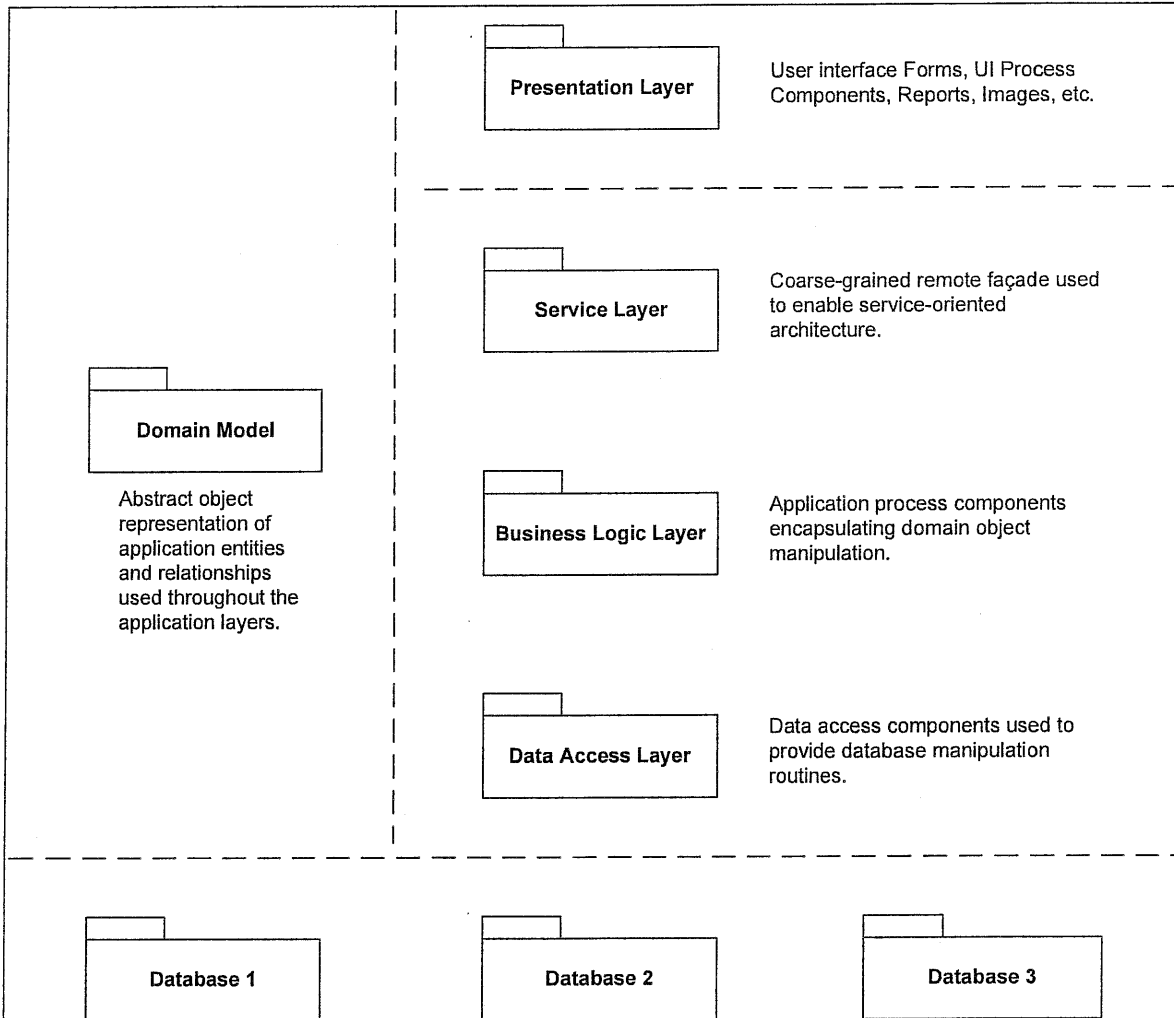 Presentation Layer
User interface Forms, UI Process
Components, Reports, Images, etc.
Service Layer
Coarse-grained remote façade used
to enable service-oriented
architecture.
Domain Model
Abstract object
representation of
application entities
and relationships
used throughout the
application layers.
Business Logic Layer
Application process components
encapsulating domain object
manipulation.
Data Access Layer
Data access components used to
provide database manipulation
routines.
Database 1
Database 2
Database 3